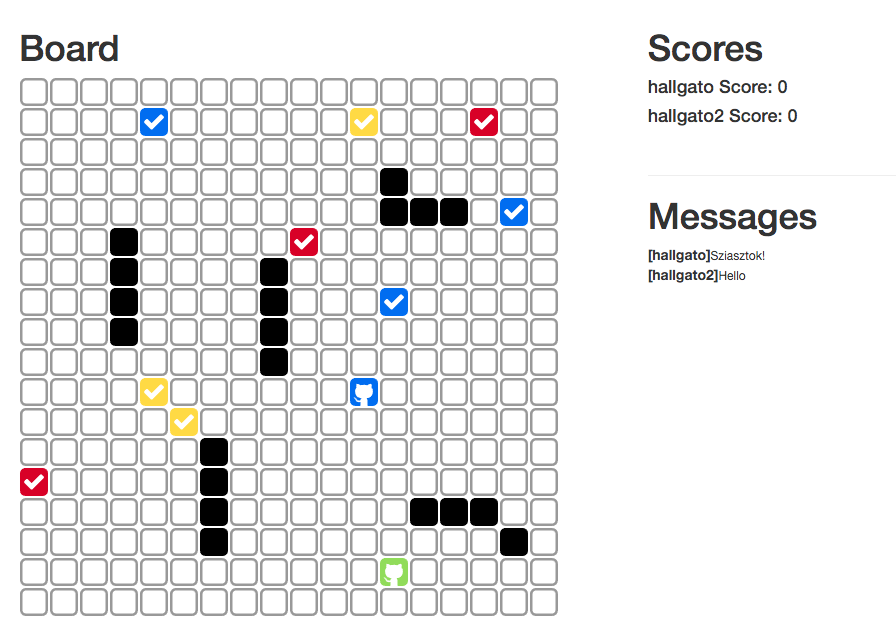 Board
Scores
hallgato Score: 0
hallgato2 Score: 0
Messages
[hallgato]Sziasztok!
[hallgato2]Hello